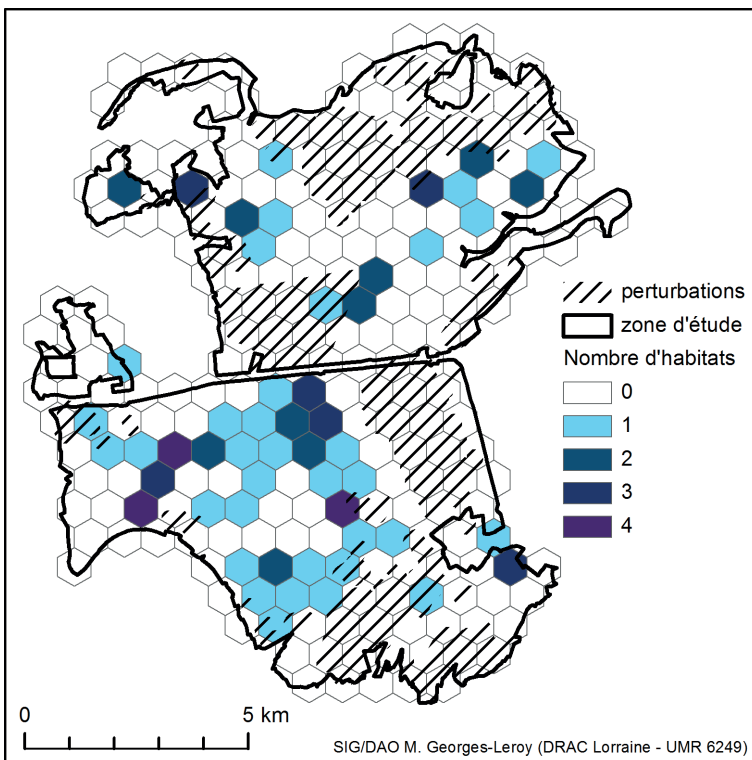 perturbations
zone d'étude
Nombre d'habitats
0
1
2
3
4
0 5 km
SIG/DAO M. Georges-Leroy (DRAC Lorraine - UMR 6249)